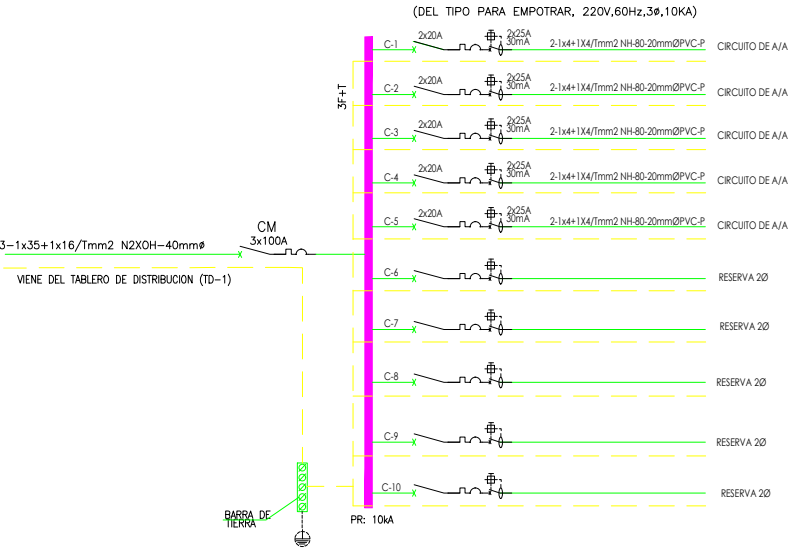 (DEL TIPO PARA EMPOTRAR, 220V,60Hz,3ø,10KA)
3F+T
C-1 2x20A 2x25A 30mA 2-1x4+1X4/Tmm2 NH-80-20mmØPVC-P CIRCUITO DE A/A
C-2 2x20A 2x25A 30mA 2-1x4+1X4/Tmm2 NH-80-20mmØPVC-P CIRCUITO DE A/A
C-3 2x20A 2x25A 30mA 2-1x4+1X4/Tmm2 NH-80-20mmØPVC-P CIRCUITO DE A/A
C-4 2x20A 2x25A 30mA 2-1x4+1X4/Tmm2 NH-80-20mmØPVC-P CIRCUITO DE A/A
C-5 2x20A 2x25A 30mA 2-1x4+1X4/Tmm2 NH-80-20mmØPVC-P CIRCUITO DE A/A
CM
3x100A
3-1x35+1x16/Tmm2 N2XOH-40mmø
VIENE DEL TABLERO DE DISTRIBUCION (TD-1)
C-6 RESERVA 2Ø
C-7 RESERVA 2Ø
C-8 RESERVA 2Ø
C-9 RESERVA 2Ø
C-10 RESERVA 2Ø
BARRA DE
TIERRA
PR: 10kA